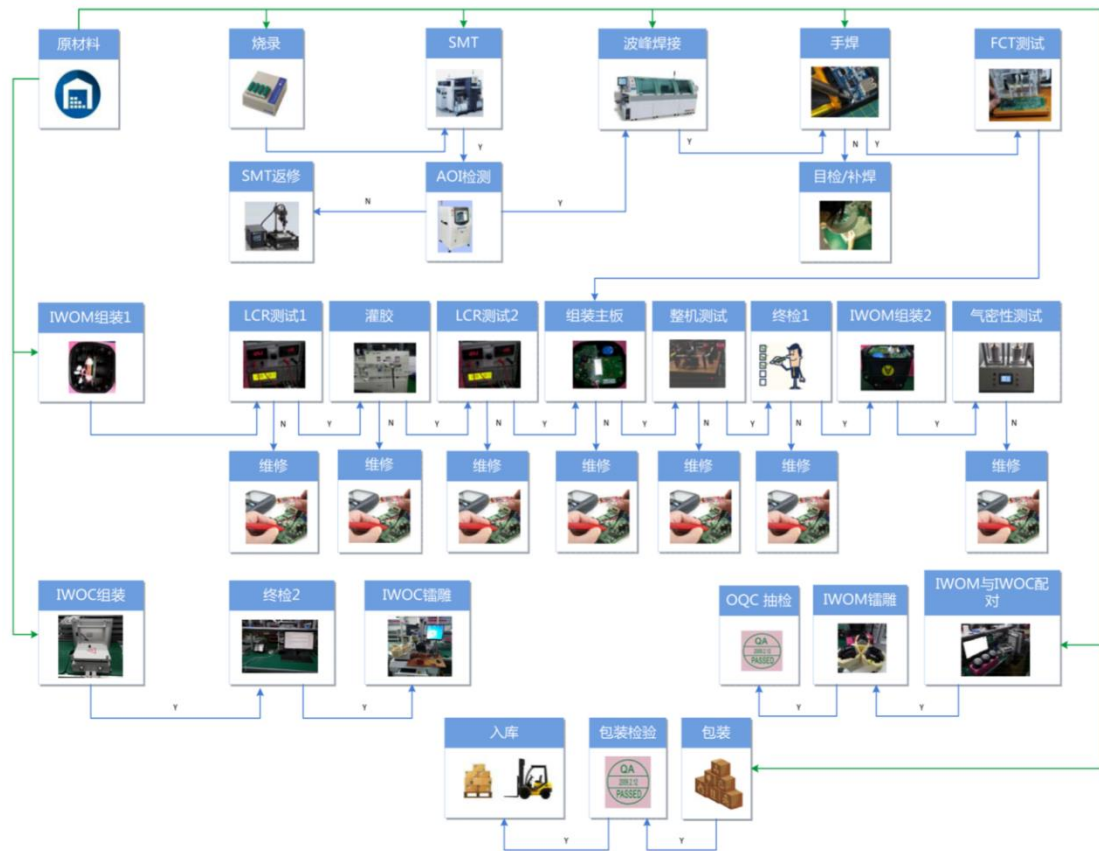 原材料
烧录
SMT
波峰焊接
手焊
FCT测试
Y
Y
N
Y
SMT返修
AOI检测
目检/补焊
N
Y
IWOM组装1
LCR测试1
灌胶
LCR测试2
组装主板
整机测试
终检1
IWOM组装2
气密性测试
N
Y
N
Y
N
Y
N
Y
N
Y
N
Y
Y
N
维修
维修
维修
维修
维修
维修
维修
IWOC组装
终检2
IWOC镭雕
OQC 抽检
IWOM镭雕
IWOM与IWOC配
对
QA
PASSED
Y
Y
Y
Y
入库
包装检验
包装
QA
PASSED
Y
Y